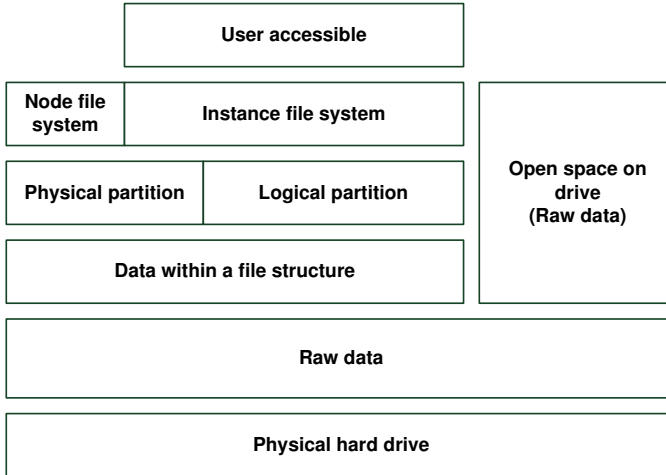 User accessible
Node file
system
Instance file system
Open space on
drive
(Raw data)
Physical partition
Logical partition
Data within a file structure
Raw data
Physical hard drive